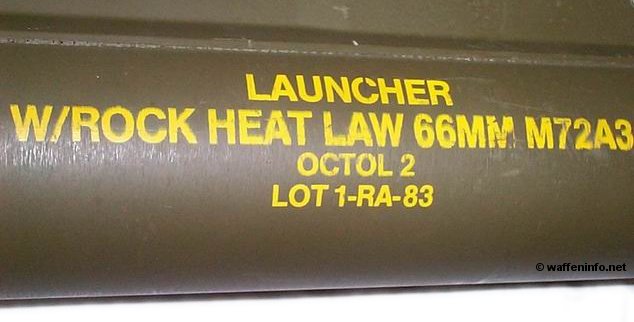 LAUNCHER
W/ROCK HEAT LAW 66MM M72A3
OCTOL 2
LOT 1-RA-83
© waffeninfo.net